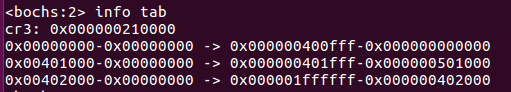 <bochs:2> info tab
cr3: 0x000000210000
0x00000000-0x00000000 -> 0x000000400fff-0x000000000000
0x00401000-0x00000000 -> 0x000000401fff-0x000000501000
0x00402000-0x00000000 -> 0x000001ffffff-0x000000402000